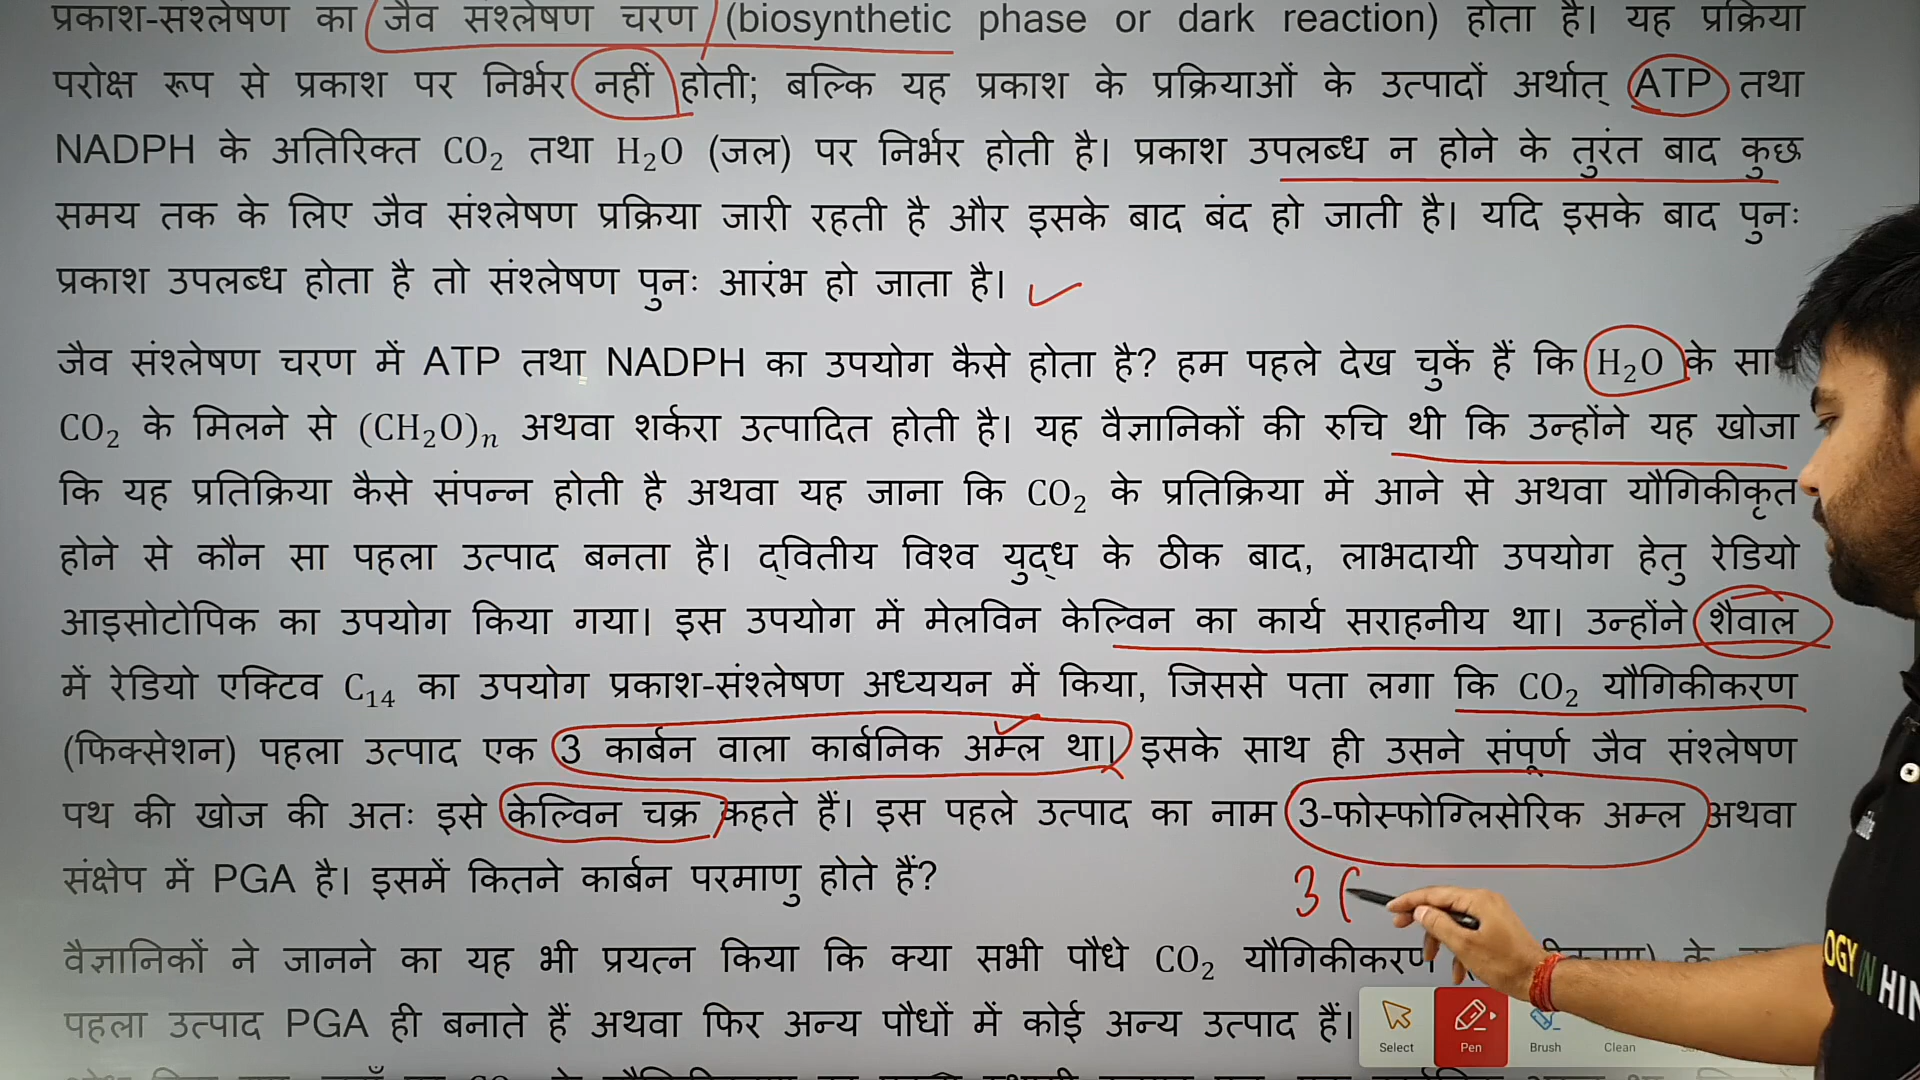 प्रकाश-संश्लेषण का जैव संश्लेषण चरण (biosynthetic phase or dark reaction) होता है। यह प्रक्रिया
परोक्ष रूप से प्रकाश पर निर्भर नहीं होती; बल्कि यह प्रकाश के प्रक्रियाओं के उत्पादों अर्थात् ATP तथा
NADPH के अतिरिक्त CO₂ तथा H₂O (जल) पर निर्भर होती है। प्रकाश उपलब्ध न होने के तुरंत बाद कुछ
समय तक के लिए जैव संश्लेषण प्रक्रिया जारी रहती है और इसके बाद बंद हो जाती है। यदि इसके बाद पुनः
प्रकाश उपलब्ध होता है तो संश्लेषण पुनः आरंभ हो जाता है।
जैव संश्लेषण चरण में ATP तथा NADPH का उपयोग कैसे होता है? हम पहले देख चुकें हैं कि H₂O के साथ
CO₂ के मिलने से (CH₂O)ₙ अथवा शर्करा उत्पादित होती है। यह वैज्ञानिकों की रुचि थी कि उन्होंने यह खोजा
कि यह प्रतिक्रिया कैसे संपन्न होती है अथवा यह जाना कि CO₂ के प्रतिक्रिया में आने से अथवा यौगिकीकृत
होने से कौन सा पहला उत्पाद बनता है। द्वितीय विश्व युद्ध के ठीक बाद, लाभदायी उपयोग हेतु रेडियो
आइसोटोपिक का उपयोग किया गया। इस उपयोग में मेलविन केल्विन का कार्य सराहनीय था। उन्होंने शैवाल
में रेडियो एक्टिव C₁₄ का उपयोग प्रकाश-संश्लेषण अध्ययन में किया, जिससे पता लगा कि CO₂ यौगिकीकरण
(फिक्सेशन) पहला उत्पाद एक 3 कार्बन वाला कार्बनिक अम्ल था। इसके साथ ही उसने संपूर्ण जैव संश्लेषण
पथ की खोज की अतः इसे केल्विन चक्र कहते हैं। इस पहले उत्पाद का नाम 3-फोस्फोग्लिसेरिक अम्ल अथवा
संक्षेप में PGA है। इसमें कितने कार्बन परमाणु होते हैं?
3 (
वैज्ञानिकों ने जानने का यह भी प्रयत्न किया कि क्या सभी पौधे CO₂ यौगिकीकरण के
पहला उत्पाद PGA ही बनाते हैं अथवा फिर अन्य पौधों में कोई अन्य उत्पाद हैं।
OGY IN HIN
Select Pen Brush Clean